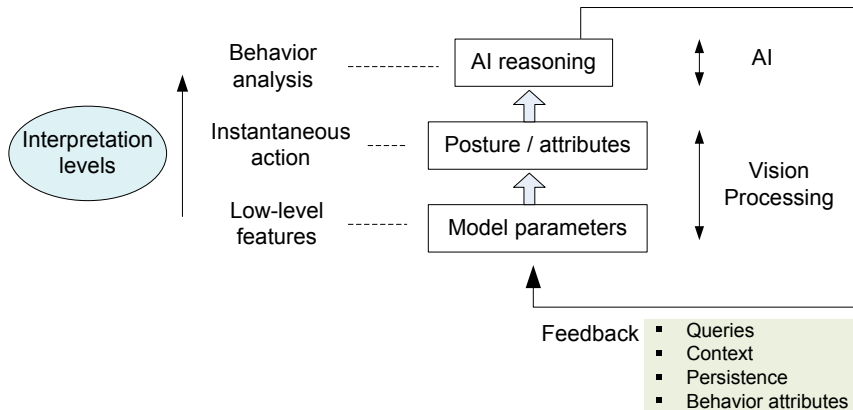 Behavior
analysis
AI reasoning
AI
Interpretation
levels
Instantaneous
action
Posture / attributes
Vision
Processing
Low-level
features
Model parameters
Feedback
▪ Queries
▪ Context
▪ Persistence
▪ Behavior attributes